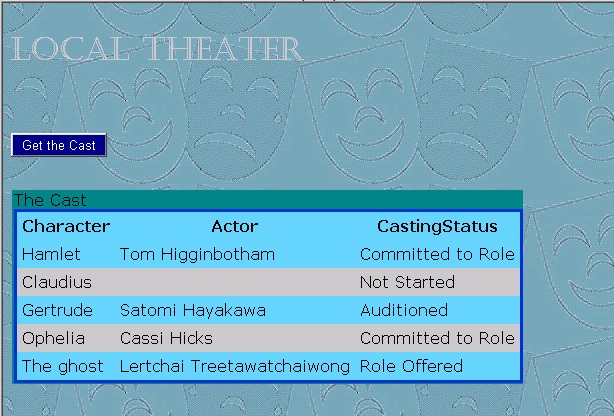 LOCAL THEATER
Get the Cast
The Cast
Character Actor CastingStatus
Hamlet Tom Higginbotham Committed to Role
Claudius Not Started
Gertrude Satomi Hayakawa Auditioned
Ophelia Cassi Hicks Committed to Role
The ghost Lertchai Treetawatchaiwong Role Offered